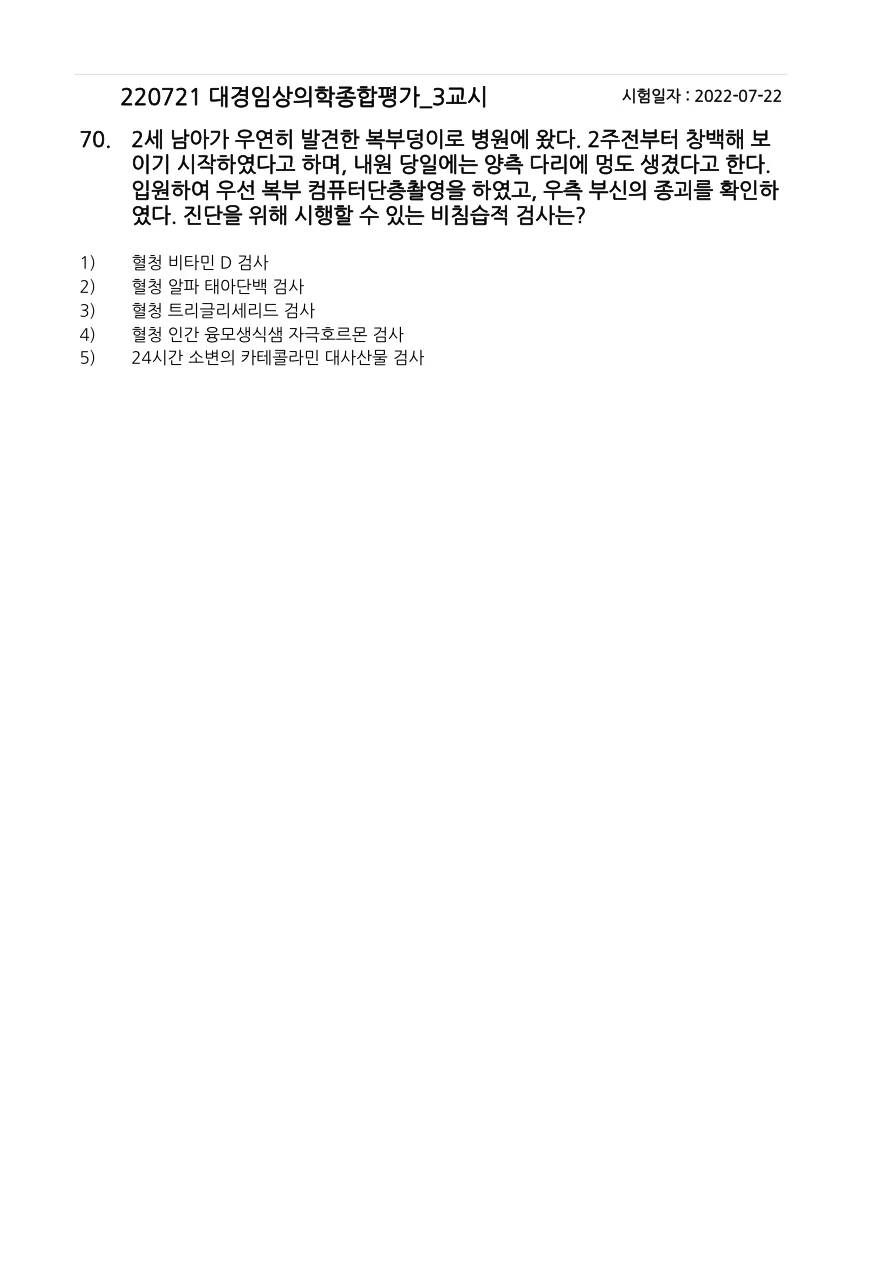 220721 대경임상의학종합평가_3교시 시험일자 : 2022-07-22
70. 2세 남아가 우연히 발견한 복부덩이로 병원에 왔다. 2주전부터 창백해 보
이기 시작하였다고 하며, 내원 당일에는 양측 다리에 멍도 생겼다고 한다.
입원하여 우선 복부 컴퓨터단층촬영을 하였고, 우측 부신의 종괴를 확인하
였다. 진단을 위해 시행할 수 있는 비침습적 검사는?
1) 혈청 비타민 D 검사
2) 혈청 알파 태아단백 검사
3) 혈청 트리글리세리드 검사
4) 혈청 인간 융모생식샘 자극호르몬 검사
5) 24시간 소변의 카테콜라민 대사산물 검사